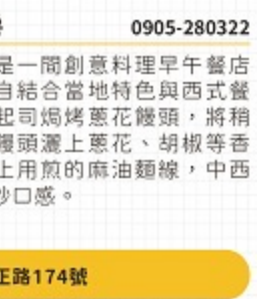 0905-280322
是一間創意料理早午餐店
自結合當地特色與西式餐
起司焗烤蔥花饅頭，將稍
饅頭灑上蔥花、胡椒等香
上用煎的麻油麵線，中西
妙口感。
正路174號